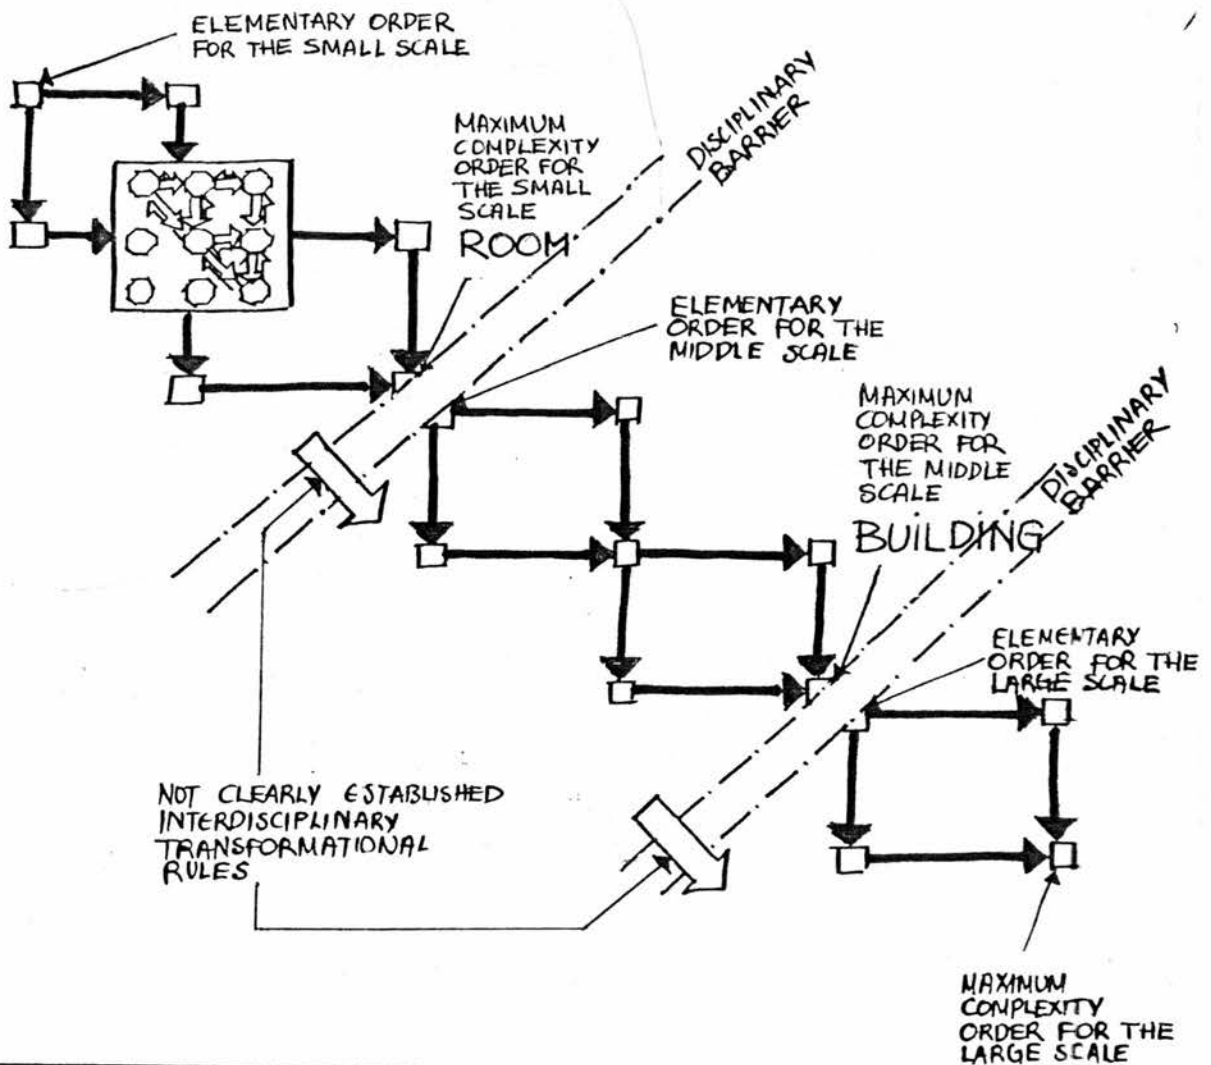 ELEMENTARY ORDER
FOR THE SMALL SCALE
MAXIMUM
COMPLEXITY
ORDER FOR
THE SMALL
SCALE
ROOM
DISCIPLINARY
BARRIER
ELEMENTARY
ORDER FOR THE
MIDDLE SCALE
MAXIMUM
COMPLEXITY
ORDER FOR
THE MIDDLE
SCALE
BUILDING
DISCIPLINARY
BARRIER
ELEMENTARY
ORDER FOR THE
LARGE SCALE
NOT CLEARLY ESTABLISHED
INTERDISCIPLINARY
TRANSFORMATIONAL
RULES
MAXIMUM
COMPLEXITY
ORDER FOR THE
LARGE SCALE